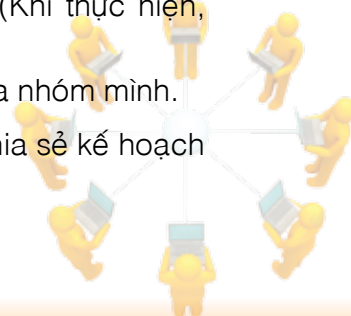 (Khi thực hiện,
a nhóm mình.
hia sẻ kế hoạch